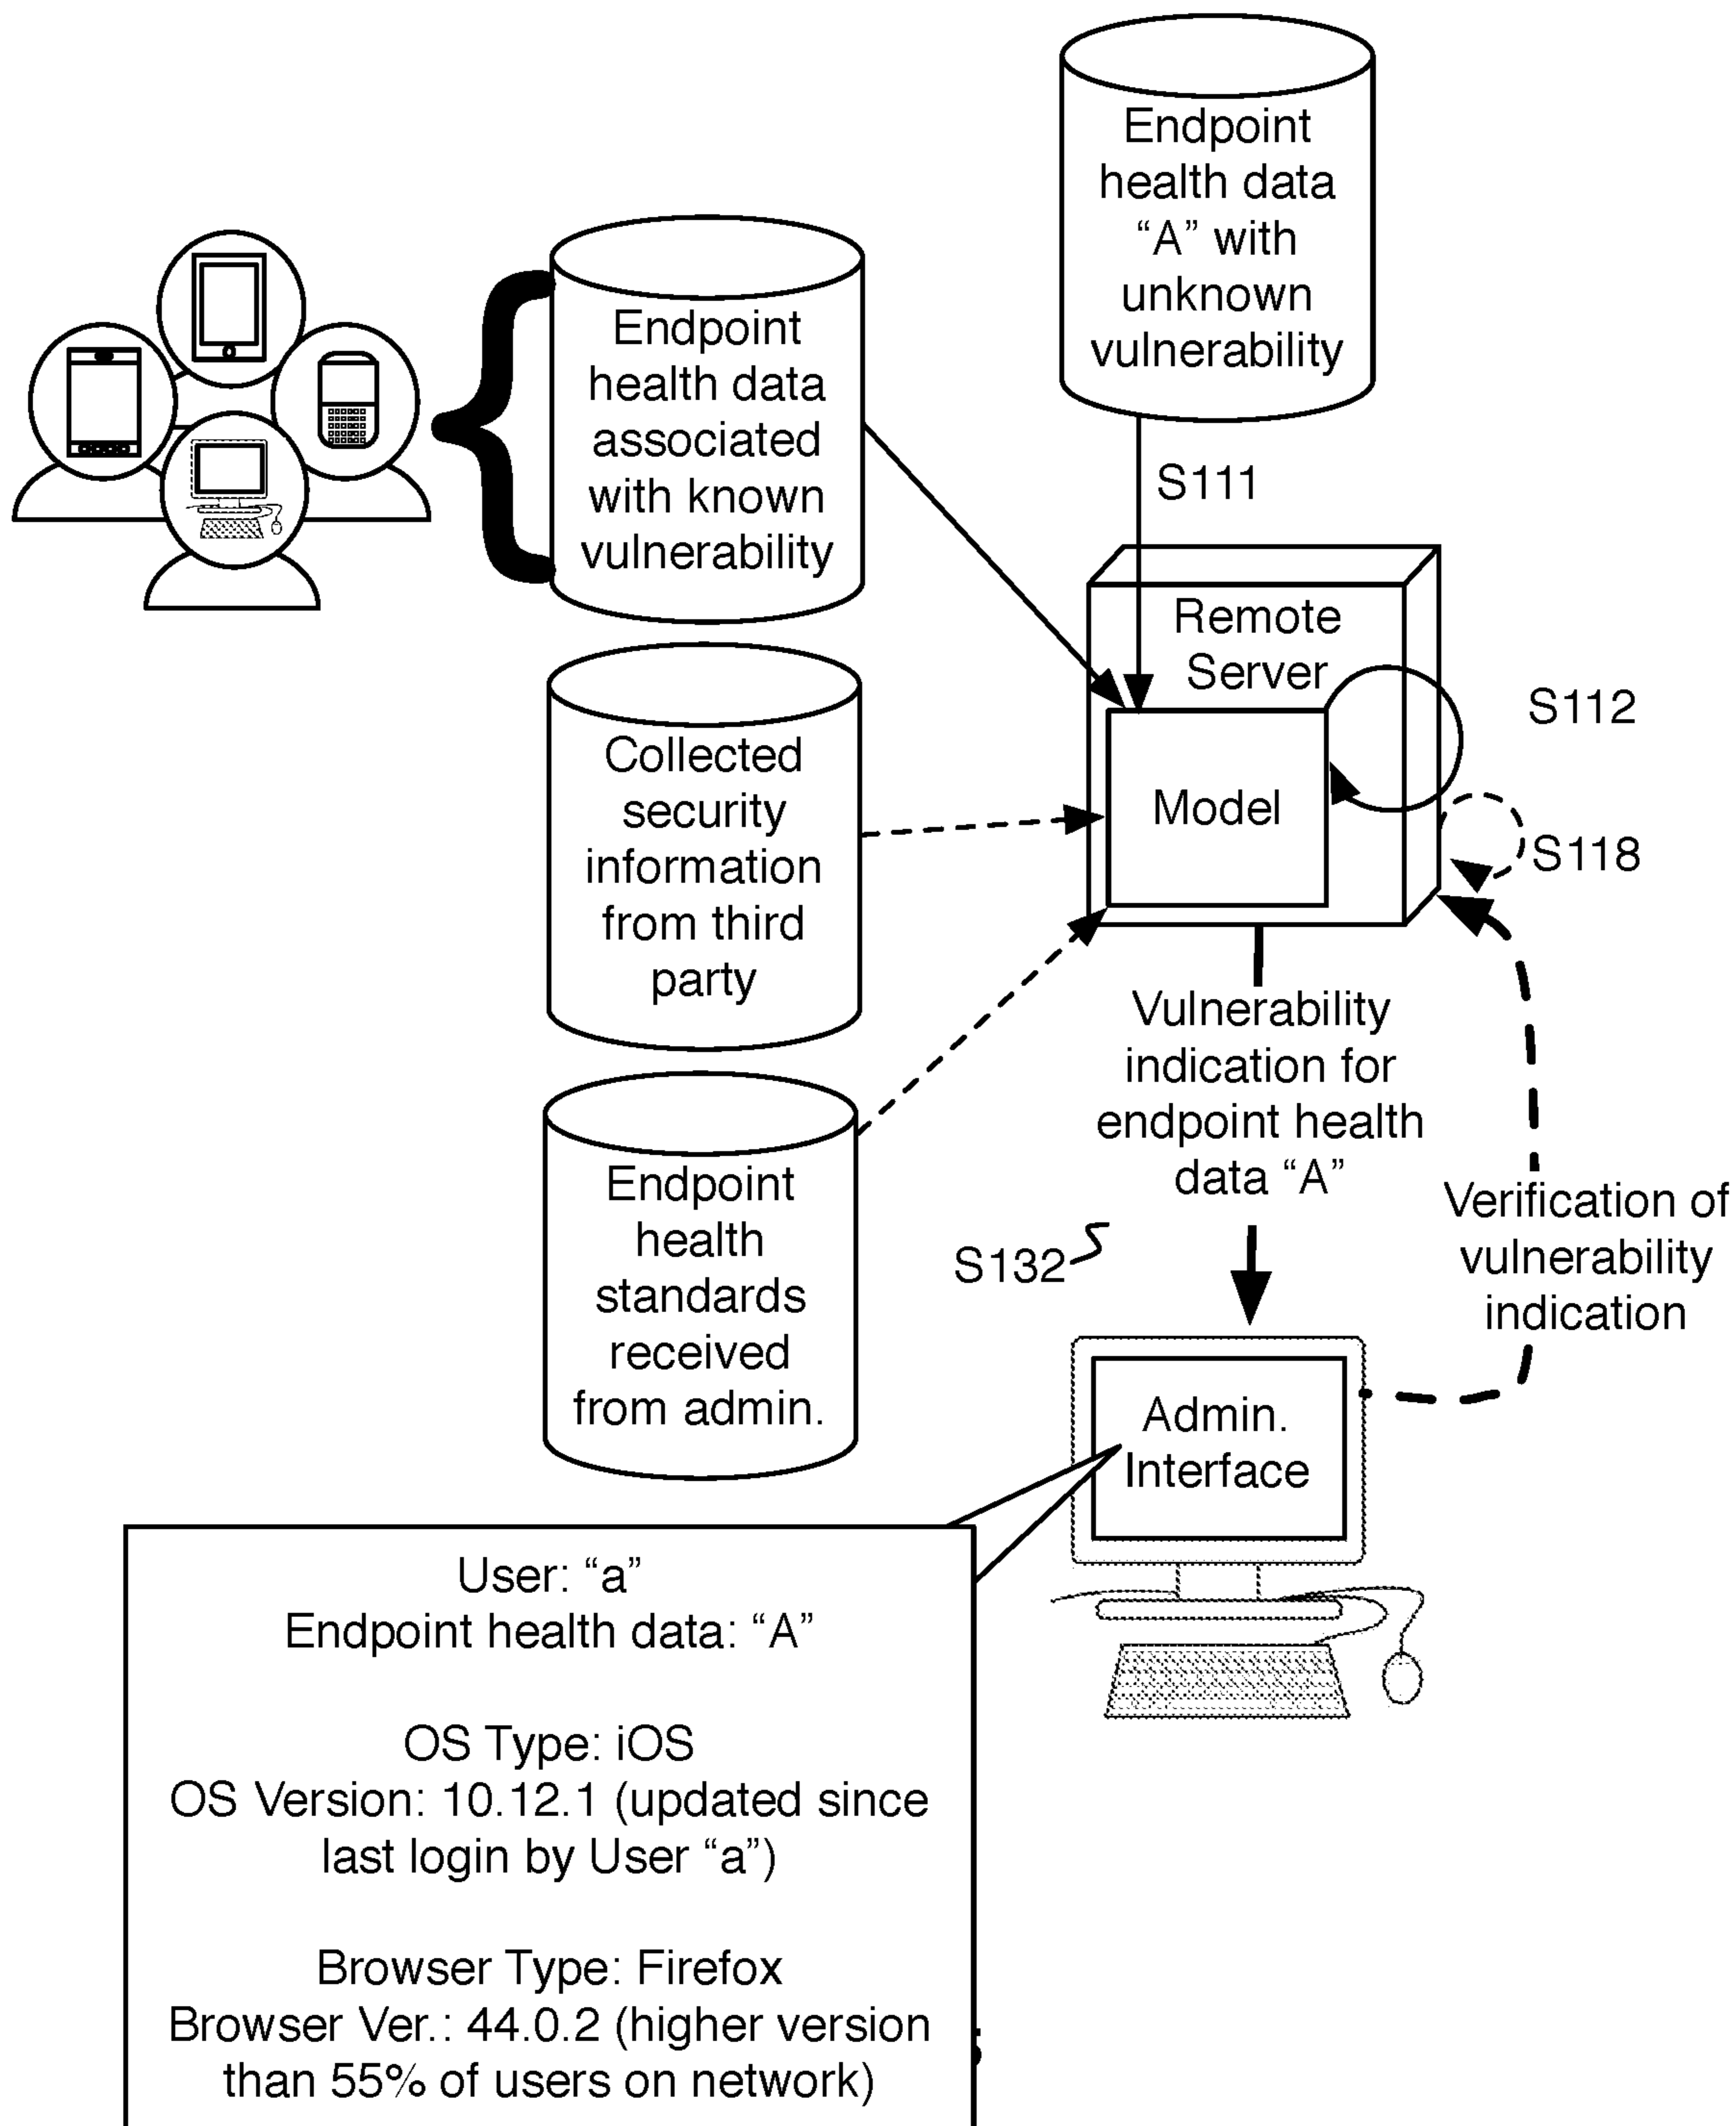 Endpoint
health data
“A” with
unknown
vulnerability
Endpoint
health data
associated
with known
vulnerability
S111
Remote
Server
Model
S112
S118
Collected
security
information
from third
party
Vulnerability
indication for
endpoint health
data “A”
S132
Verification of
vulnerability
indication
Endpoint
health
standards
received
from admin.
Admin.
Interface
User: “a”
Endpoint health data: “A”
OS Type: iOS
OS Version: 10.12.1 (updated since
last login by User “a”)
Browser Type: Firefox
Browser Ver.: 44.0.2 (higher version
than 55% of users on network)